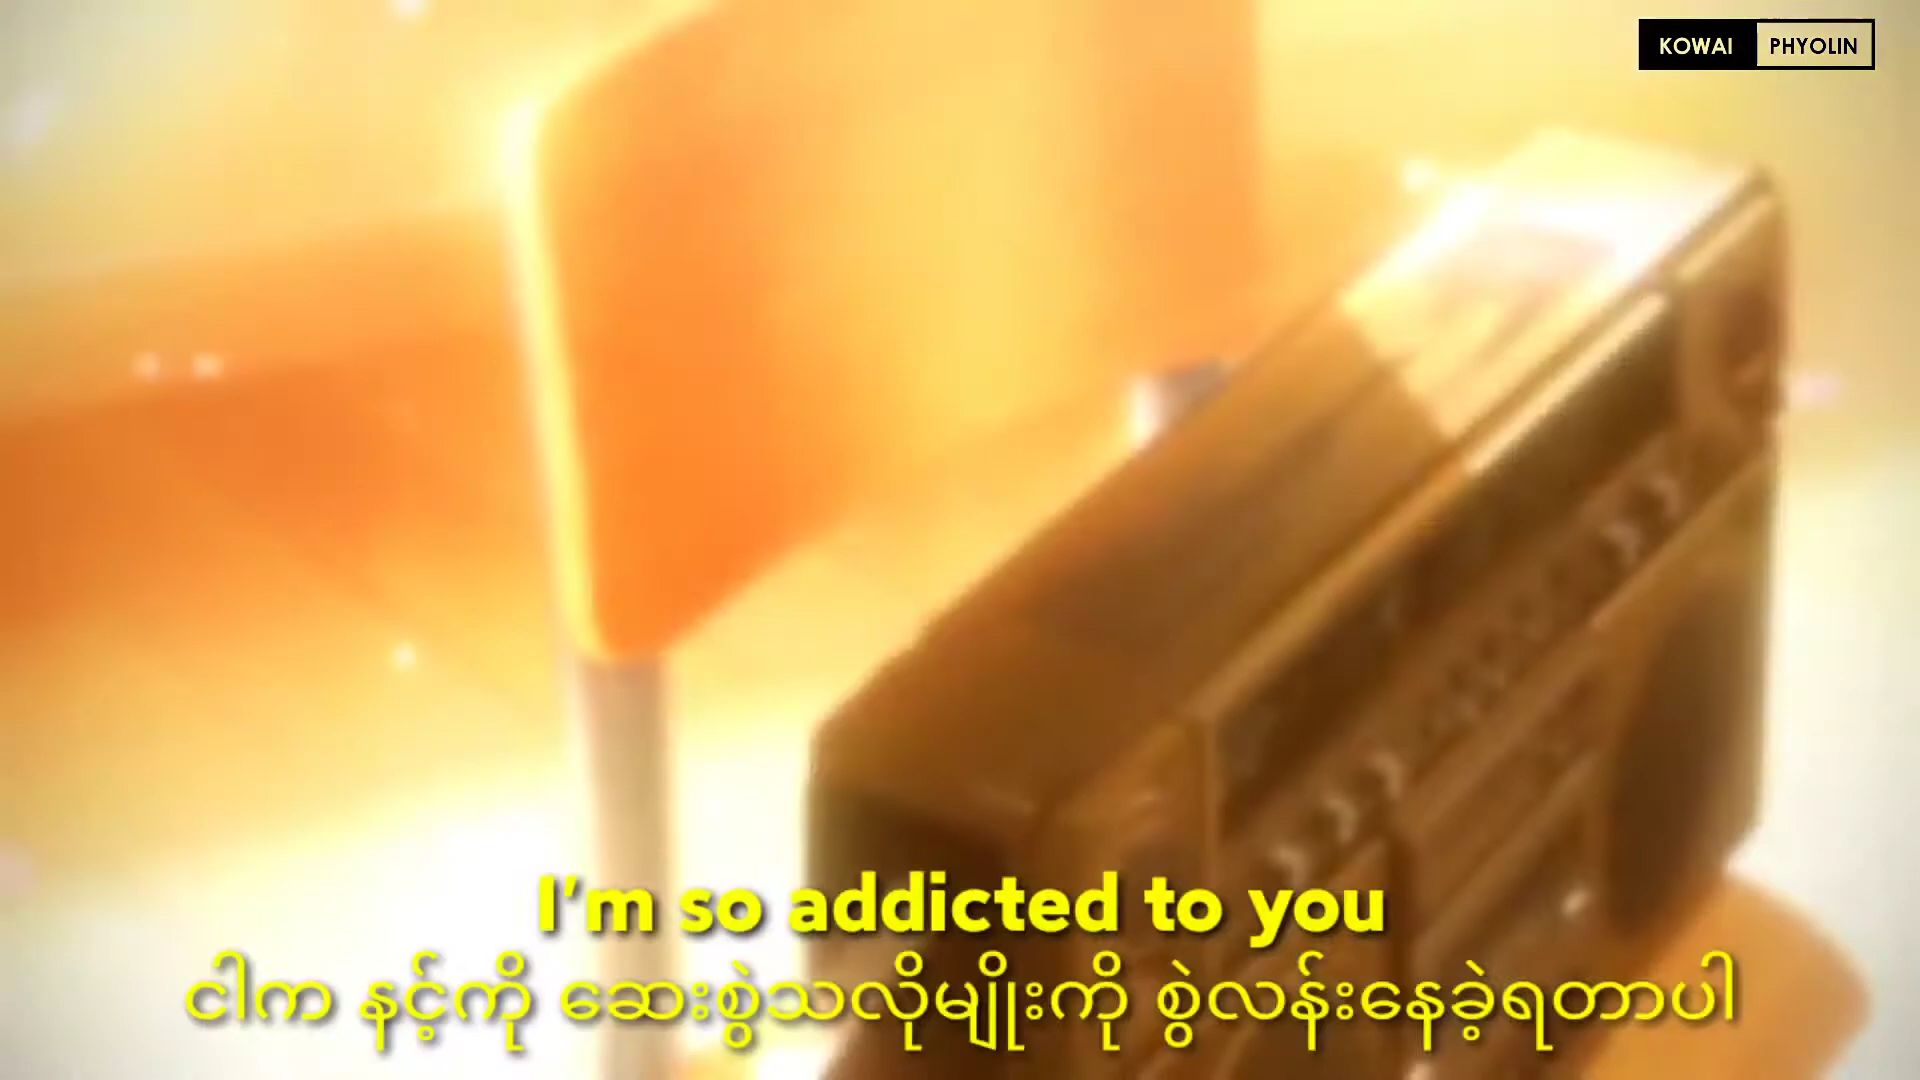 KOWAI PHYOLIN
I'm so addicted to you
ငါက နင့်ကို ဆေးစွဲသလိုမျိုးကို စွဲလန်းနေခဲ့ရတာပါ